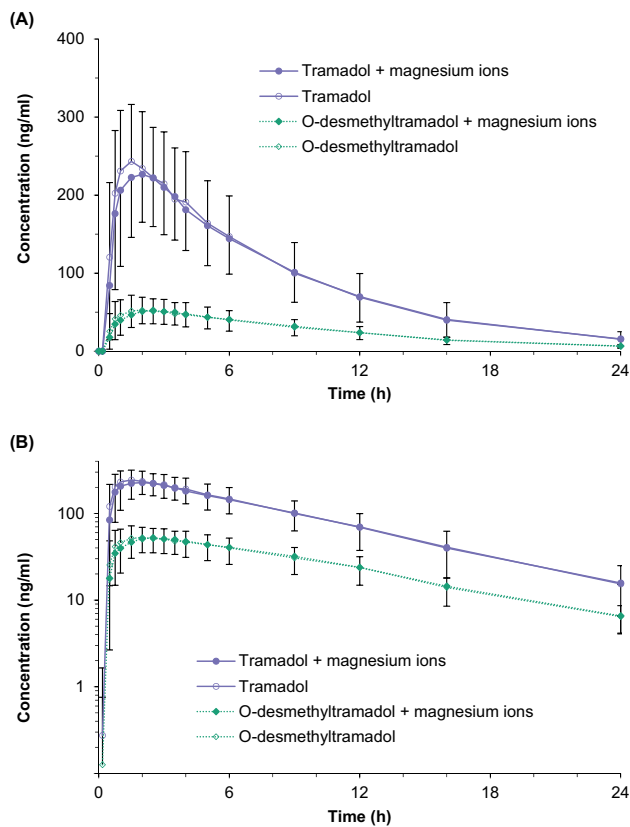 (A)
400
300
200
100
0
Concentration (ng/ml)
Tramadol + magnesium ions
Tramadol
O-desmethyltramadol + magnesium ions
O-desmethyltramadol
0 6 12 18 24
Time (h)
(B)
100
10
1
Concentration (ng/ml)
Tramadol + magnesium ions
Tramadol
O-desmethyltramadol + magnesium ions
O-desmethyltramadol
0 6 12 18 24
Time (h)